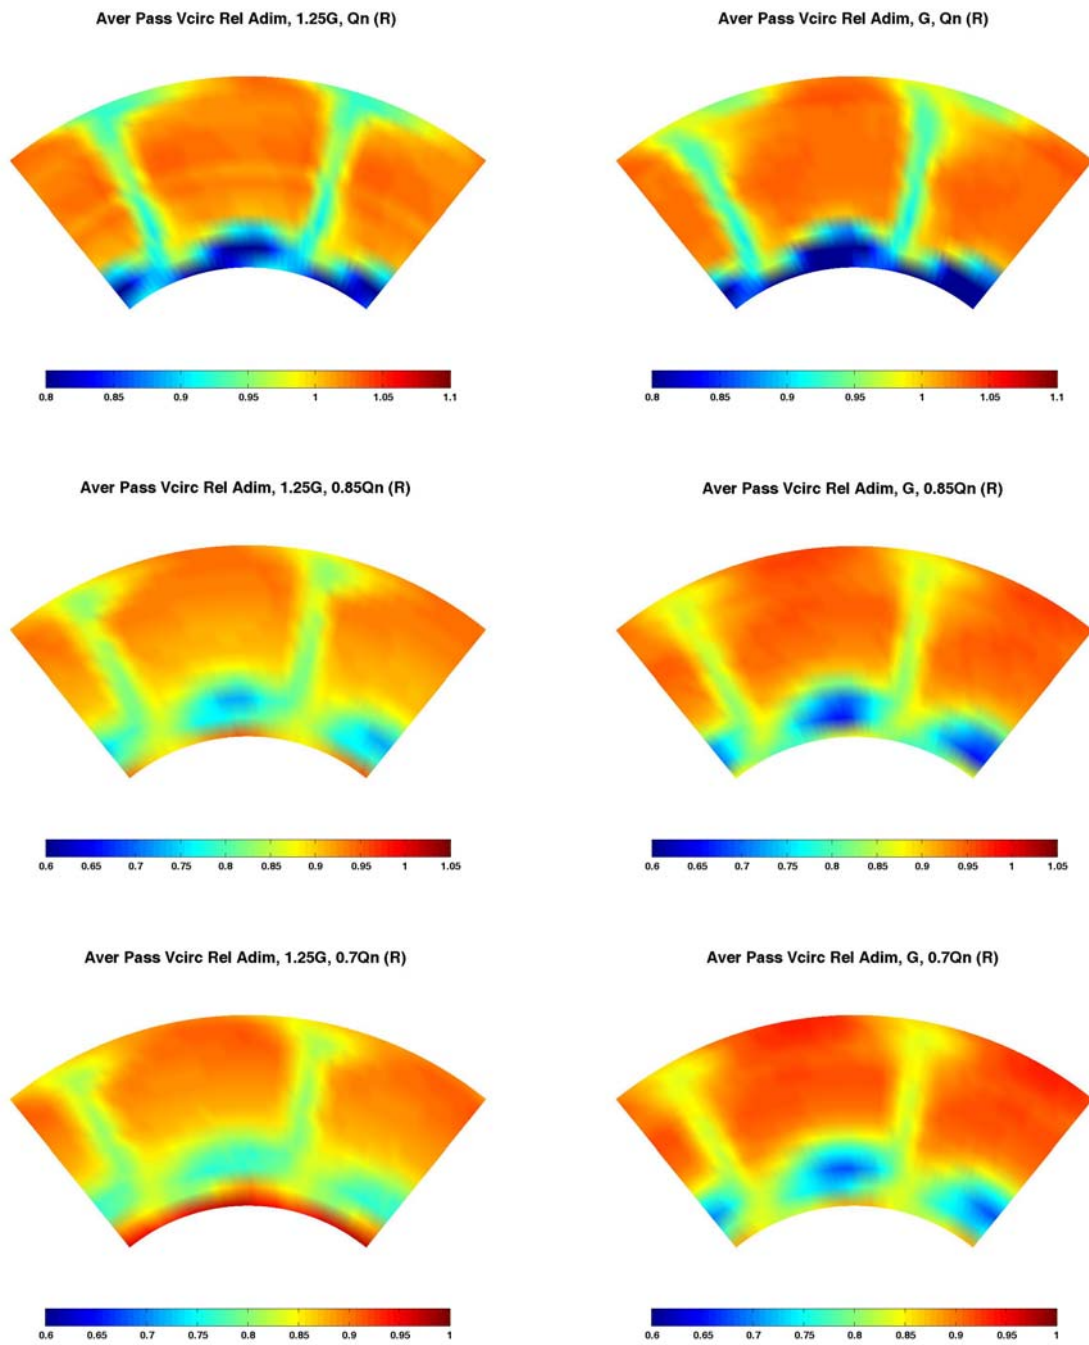 Aver Pass Vcirc Rel Adim, 1.25G, Qn (R)
Aver Pass Vcirc Rel Adim, G, Qn (R)
0.8 0.85 0.9 0.95 1 1.05 1.1
0.8 0.85 0.9 0.95 1 1.05 1.1
Aver Pass Vcirc Rel Adim, 1.25G, 0.85Qn (R)
Aver Pass Vcirc Rel Adim, G, 0.85Qn (R)
0.6 0.65 0.7 0.75 0.8 0.85 0.9 0.95 1 1.05
0.6 0.65 0.7 0.75 0.8 0.85 0.9 0.95 1 1.05
Aver Pass Vcirc Rel Adim, 1.25G, 0.7Qn (R)
Aver Pass Vcirc Rel Adim, G, 0.7Qn (R)
0.6 0.65 0.7 0.75 0.8 0.85 0.9 0.95 1
0.6 0.65 0.7 0.75 0.8 0.85 0.9 0.95 1